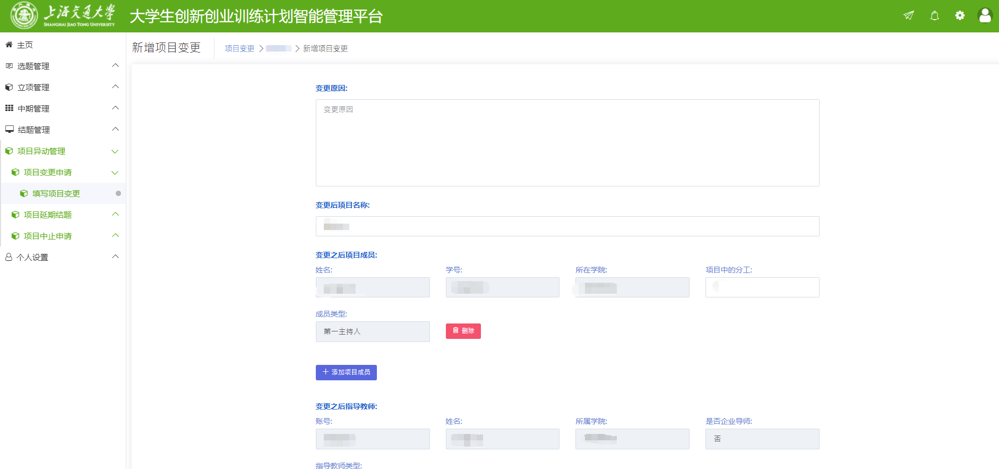 上海交通大学
SHANGHAI JIAO TONG UNIVERSITY
大学生创新创业训练计划智能管理平台
主页
选题管理
立项管理
中期管理
结题管理
项目异动管理
项目变更申请
填写项目变更
项目延期结题
项目中止申请
个人设置
新增项目变更
项目变更 > > 新增项目变更
变更原因:
变更原因
变更后项目名称:
变更之后项目成员:
姓名: 学号: 所在学院: 项目中的分工:
成员类型:
第一主持人 删除
+ 添加项目成员
变更之后指导教师:
账号: 姓名: 所属学院: 是否企业导师:
否
指导教师类型: